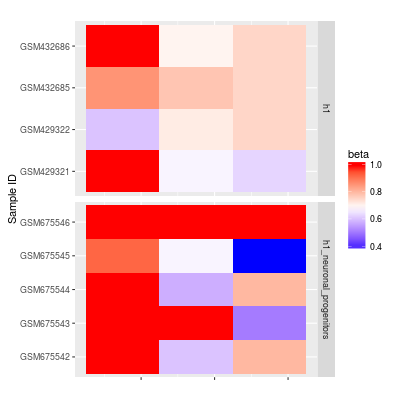 GSM432686
GSM432685
GSM429322
GSM429321
h1
GSM675546
GSM675545
GSM675544
GSM675543
GSM675542
h1_neuronal_progenitors
Sample ID
beta
1.0
0.8
0.6
0.4